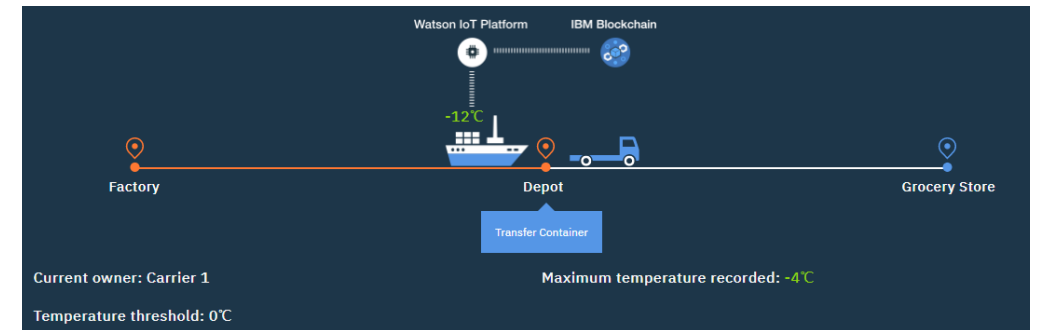 Watson IoT Platform IBM Blockchain
-12℃
Factory Depot Grocery Store
Transfer Container
Current owner: Carrier 1 Maximum temperature recorded: -4℃
Temperature threshold: 0℃